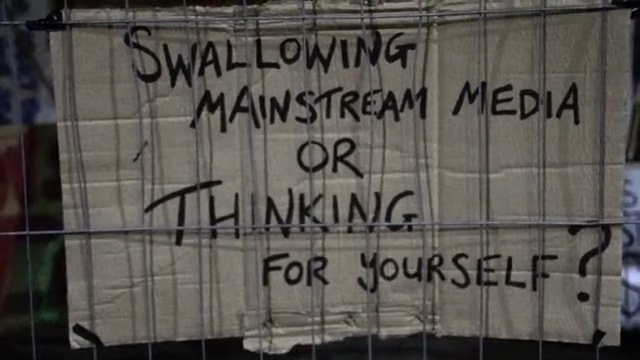 SWALLOWING
MAINSTREAM MEDIA
OR
THINKING
FOR YOURSELF?